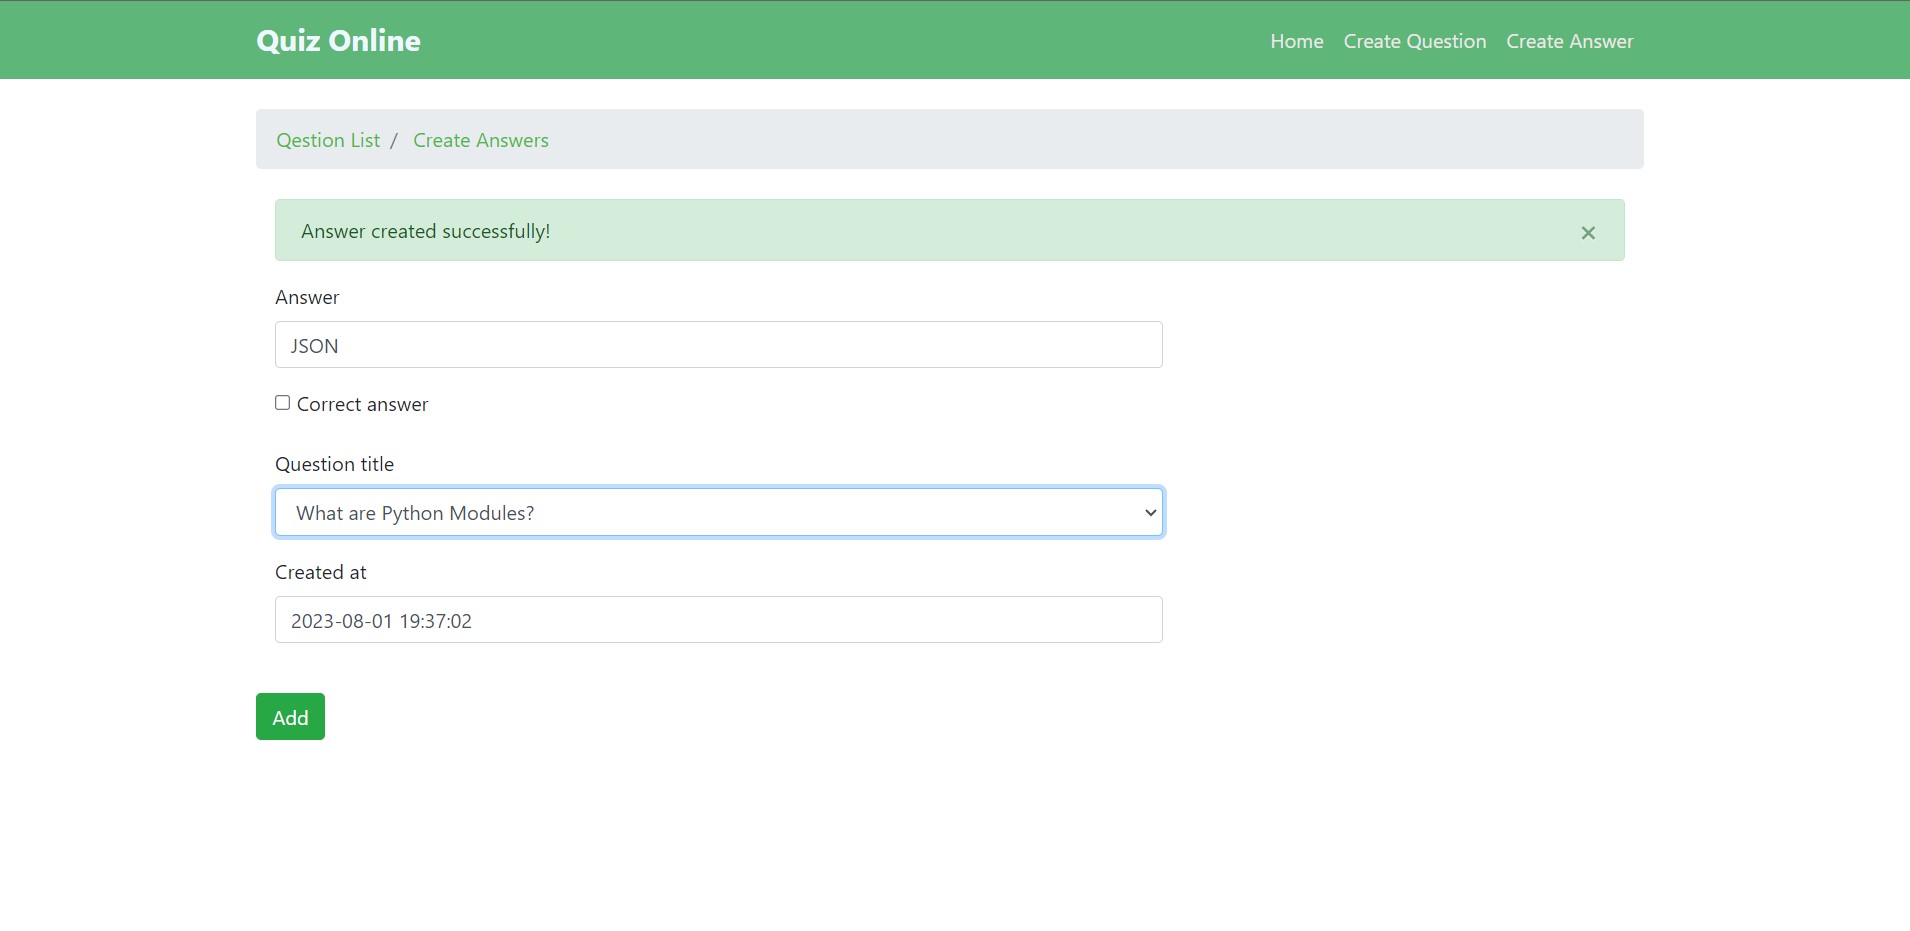 Quiz Online
Home Create Question Create Answer
Qestion List / Create Answers
Answer created successfully! ×
Answer
JSON
Correct answer
Question title
What are Python Modules?
Created at
2023-08-01 19:37:02
Add